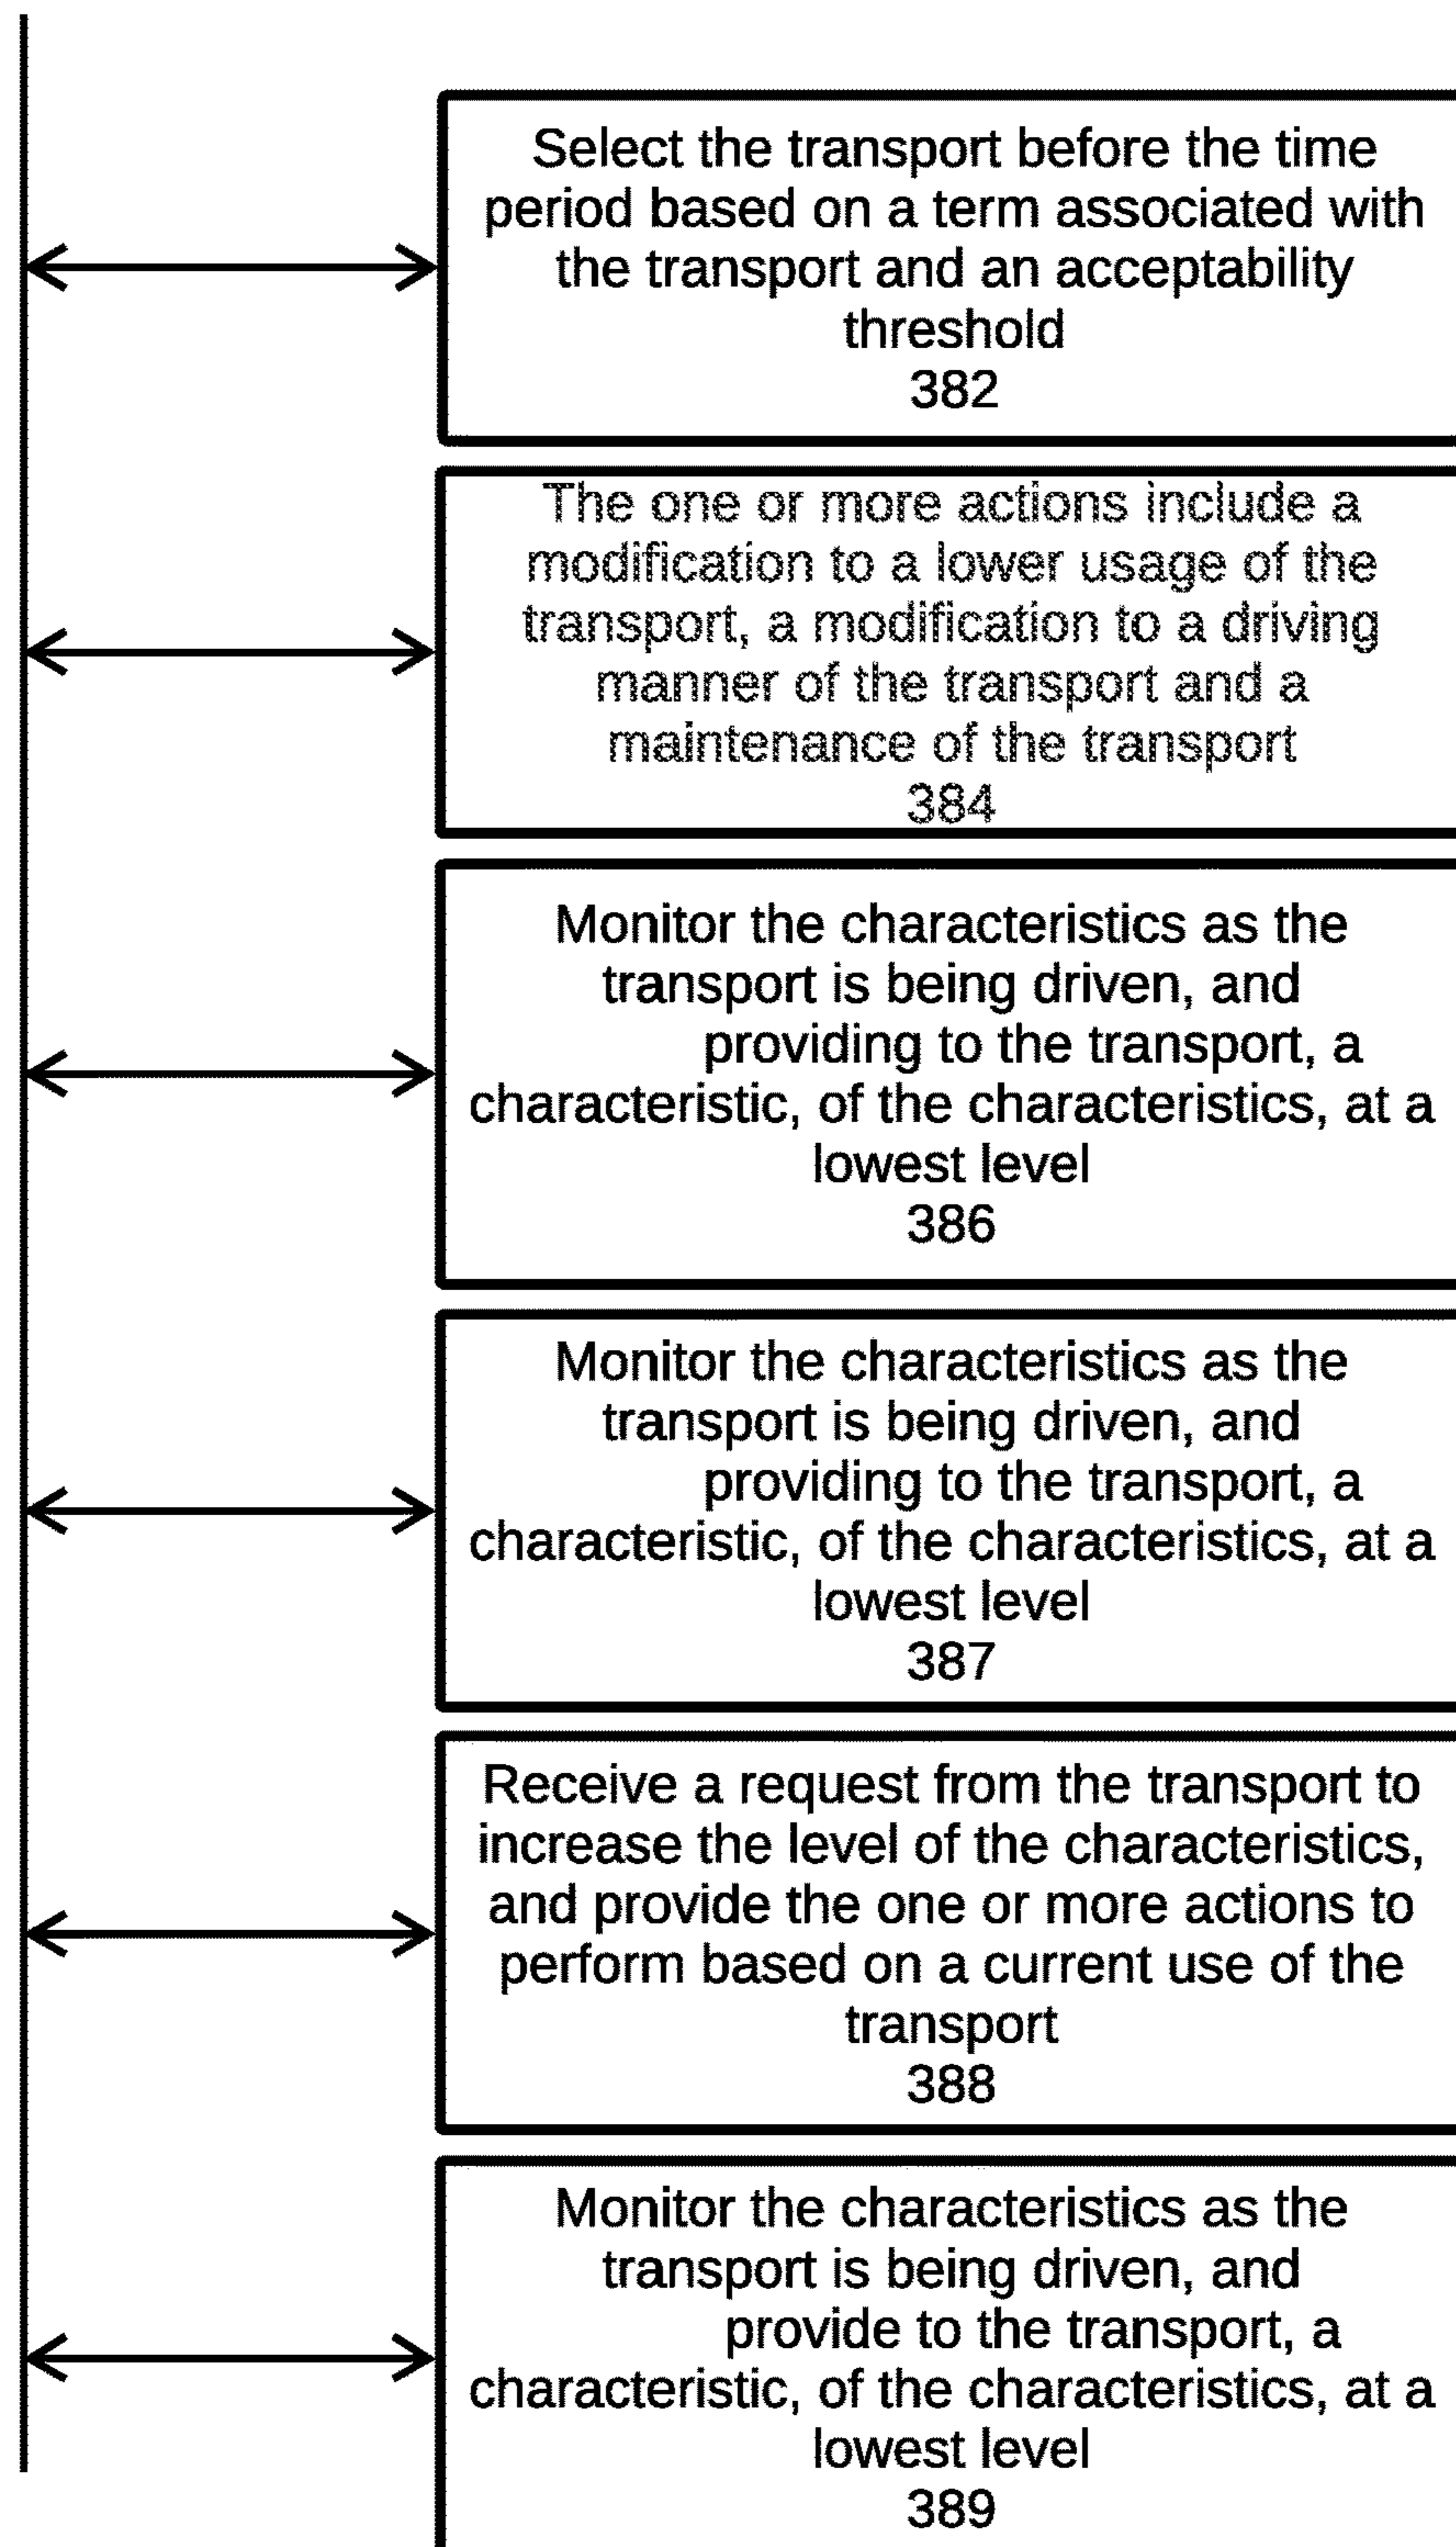 Select the transport before the time
period based on a term associated with
the transport and an acceptability
threshold
382
The one or more actions include a
modification to a lower usage of the
transport, a modification to a driving
manner of the transport and a
maintenance of the transport
384
Monitor the characteristics as the
transport is being driven, and
providing to the transport, a
characteristic, of the characteristics, at a
lowest level
386
Monitor the characteristics as the
transport is being driven, and
providing to the transport, a
characteristic, of the characteristics, at a
lowest level
387
Receive a request from the transport to
increase the level of the characteristics,
and provide the one or more actions to
perform based on a current use of the
transport
388
Monitor the characteristics as the
transport is being driven, and
provide to the transport, a
characteristic, of the characteristics, at a
lowest level
389